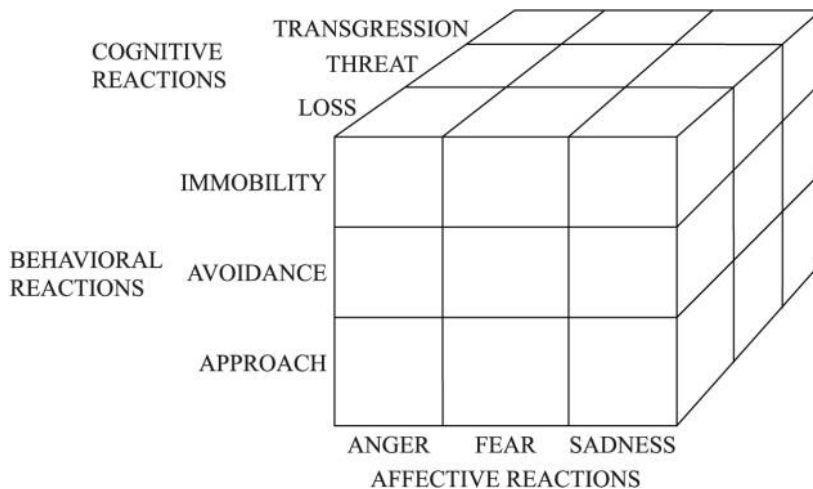 TRANSGRESSION
COGNITIVE
REACTIONS
THREAT
LOSS
IMMOBILITY
BEHAVIORAL
REACTIONS
AVOIDANCE
APPROACH
ANGER FEAR SADNESS
AFFECTIVE REACTIONS